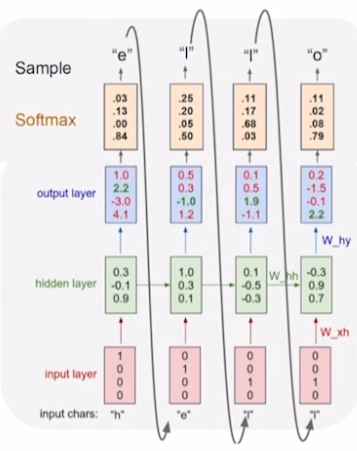 "e" "l" "l" "o"
Sample
Softmax
.03 .25 .11 .11
.13 .20 .17 .02
.00 .05 .68 .08
.84 .50 .03 .79
output layer
1.0 0.5 0.1 0.2
2.2 0.3 0.5 -1.5
-3.0 -1.0 1.9 -0.1
4.1 1.2 -1.1 2.2
W_hy
hidden layer
0.3 1.0 0.1 -0.3
-0.1 0.3 -0.5 0.9
0.9 0.1 -0.3 0.7
W_hh
W_xh
input layer
1 0 0 0
0 1 0 0
0 0 1 1
0 0 0 0
input chars: "h" "e" "l" "l"